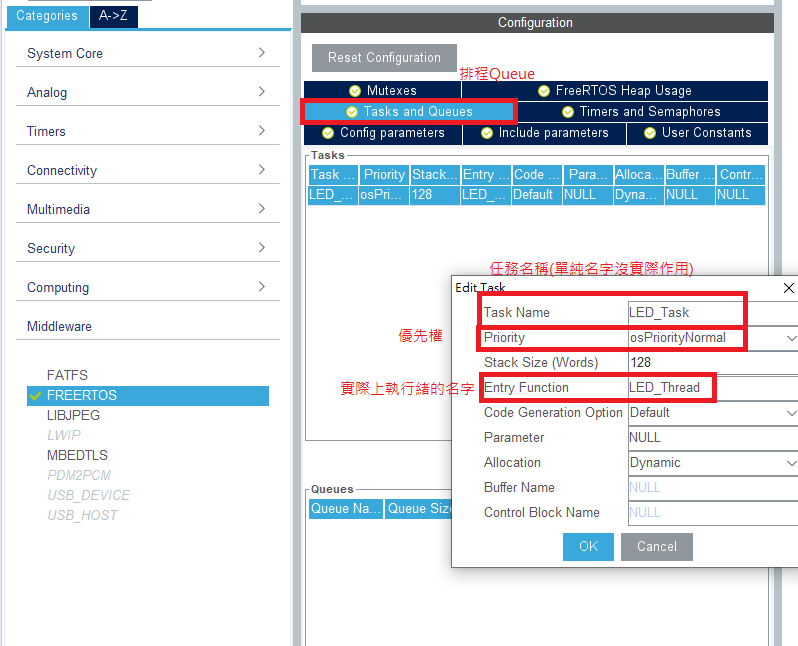 Categories A->Z
System Core
Analog
Timers
Connectivity
Multimedia
Security
Computing
Middleware
FATFS
FREERTOS
LIBJPEG
LWIP
MBEDTLS
PDM2PCM
USB_DEVICE
USB_HOST
Configuration
Reset Configuration
排程Queue
Mutexes FreeRTOS Heap Usage
Tasks and Queues Timers and Semaphores
Config parameters Include parameters User Constants
Tasks
Task ... Priority Stack... Entry ... Code ... Para... Alloca... Buffer ... Contr...
LED_... osPri... 128 LED_... Default NULL Dyna... NULL NULL
任務名稱(單純名字沒實際作用)
Edit Task
Task Name LED_Task
優先權
Priority osPriorityNormal
Stack Size (Words) 128
實際上執行緒的名字
Entry Function LED_Thread
Code Generation Option Default
Parameter NULL
Allocation Dynamic
Buffer Name NULL
Control Block Name NULL
OK Cancel
Queues
Queue Na... Queue Size